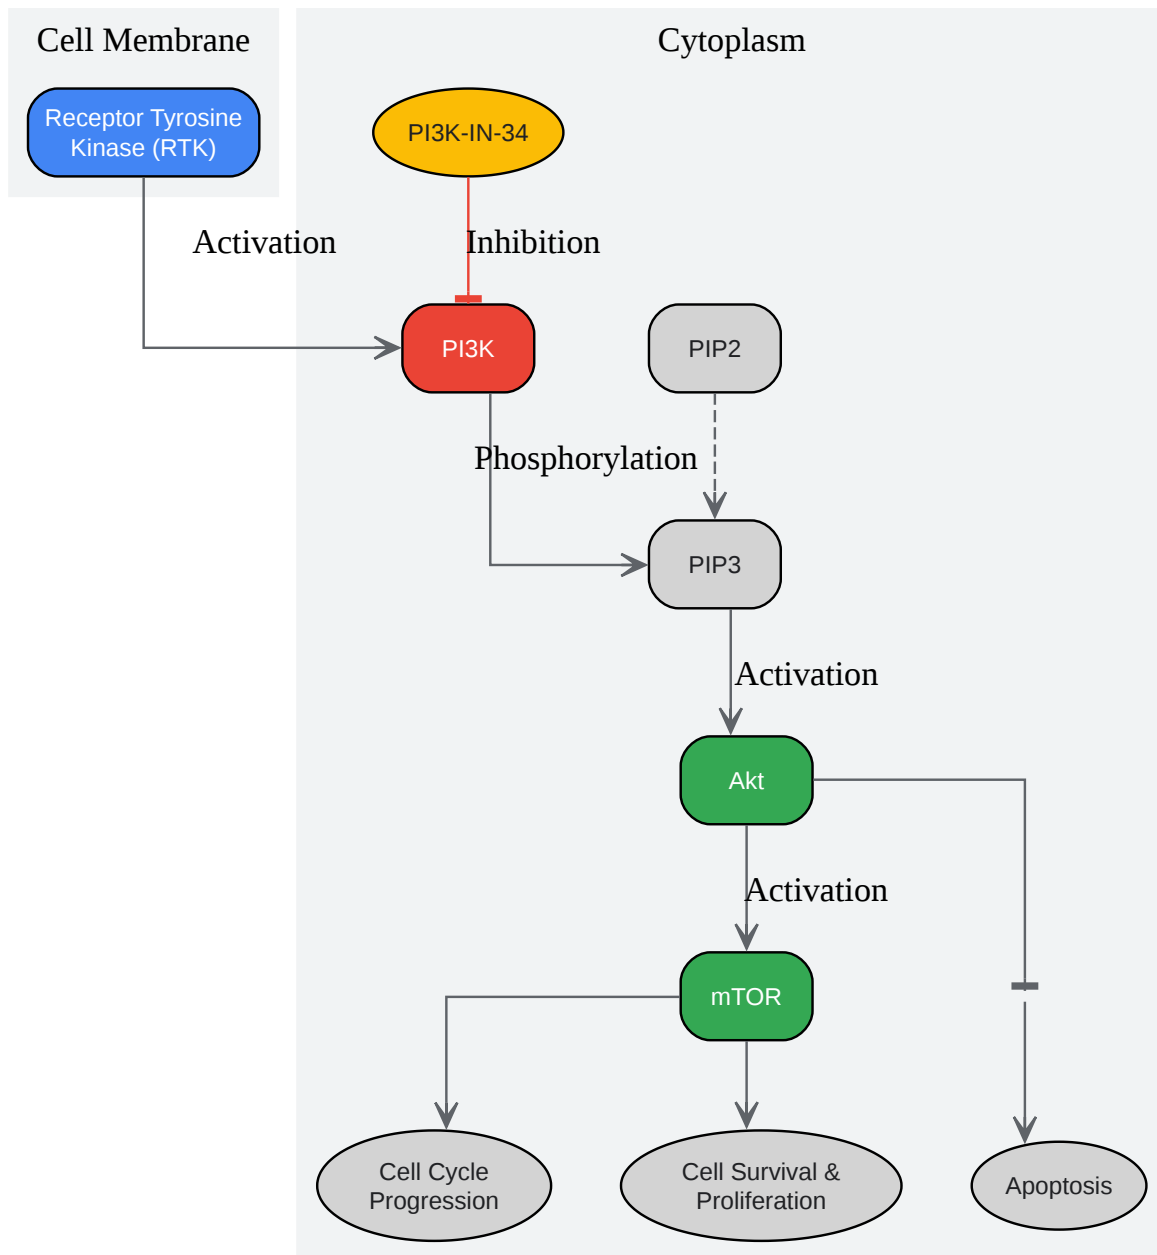 Cell Membrane
Cytoplasm
Receptor Tyrosine
Kinase (RTK)
PI3K-IN-34
Activation
Inhibition
PI3K
PIP2
Phosphorylation
PIP3
Activation
Akt
Activation
mTOR
Cell Cycle
Progression
Cell Survival &
Proliferation
Apoptosis